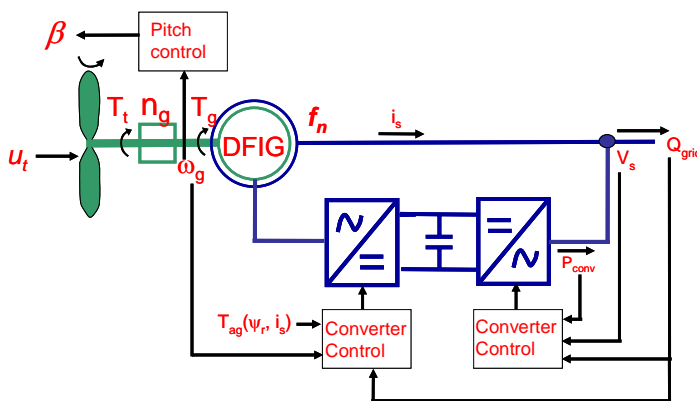 β
Pitch
control
T_t
n_g
T_g
f_n
i_s
u_t
DFIG
ω_g
V_s
Q_grid
P_conv
T_ag(ψ_r, i_s)
Converter
Control
Converter
Control